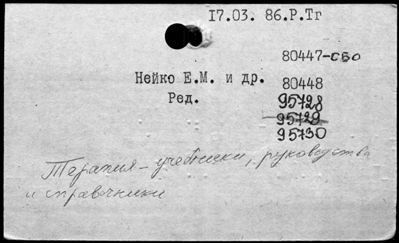 17.03. 86.Р.Тг
80447-СБО
Нейко Е.М. и др. 80448
Ред. 95728
95729
95730
Терапия - учебники, руководства
и справочники